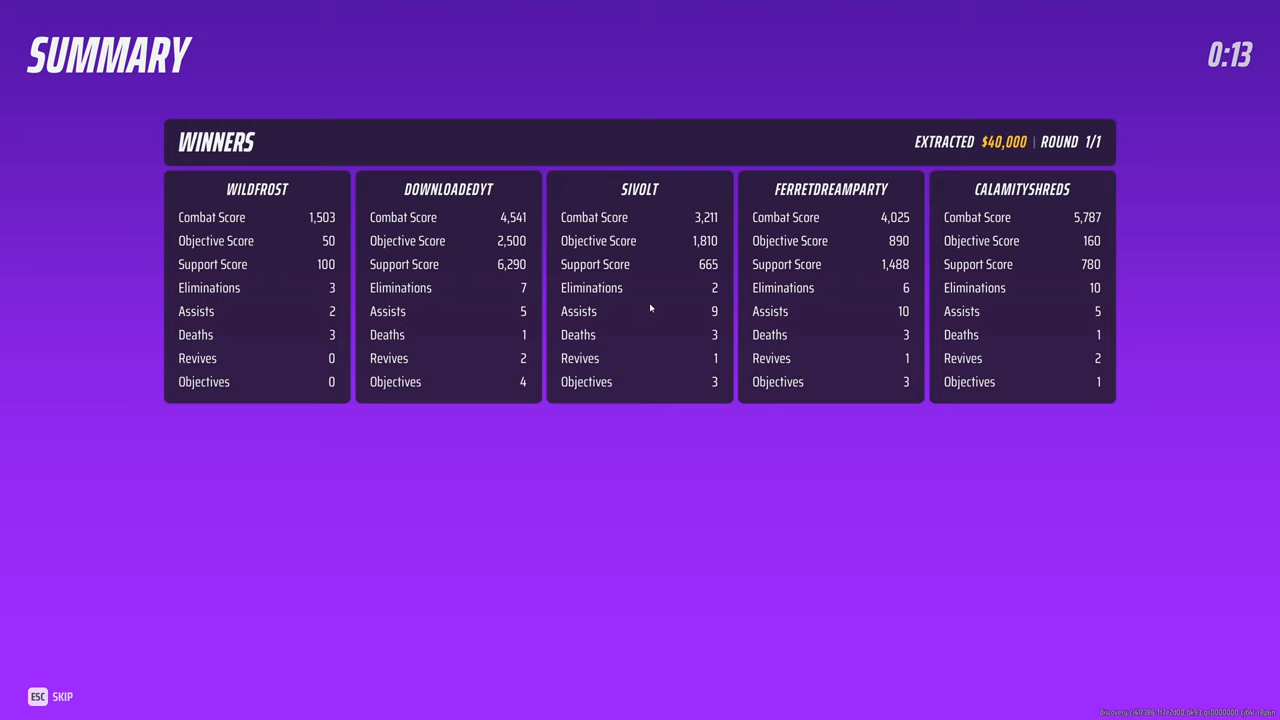 SUMMARY
0:13
WINNERS
EXTRACTED $40,000 | ROUND 1/1
WILDFROST
Combat Score 1,503
Objective Score 50
Support Score 100
Eliminations 3
Assists 2
Deaths 3
Revives 0
Objectives 0
DOWNLOADEDYT
Combat Score 4,541
Objective Score 2,500
Support Score 6,290
Eliminations 7
Assists 5
Deaths 1
Revives 2
Objectives 4
SIVOLT
Combat Score 3,211
Objective Score 1,810
Support Score 665
Eliminations 2
Assists 9
Deaths 3
Revives 1
Objectives 3
FERRETDREAMPARTY
Combat Score 4,025
Objective Score 890
Support Score 1,488
Eliminations 6
Assists 10
Deaths 3
Revives 1
Objectives 3
CALAMITYSHREDS
Combat Score 5,787
Objective Score 160
Support Score 780
Eliminations 10
Assists 5
Deaths 1
Revives 2
Objectives 1
ESC SKIP